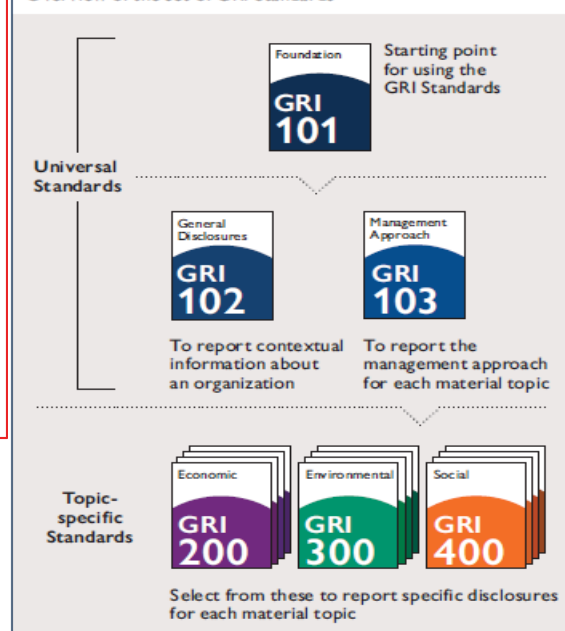 Foundation
GRI
101
Starting point
for using the
GRI Standards
Universal
Standards
General
Disclosures
GRI
102
Management
Approach
GRI
103
To report contextual
information about
an organization
To report the
management approach
for each material topic
Topic-
specific
Standards
Economic
GRI
200
Environmental
GRI
300
Social
GRI
400
Select from these to report specific disclosures
for each material topic